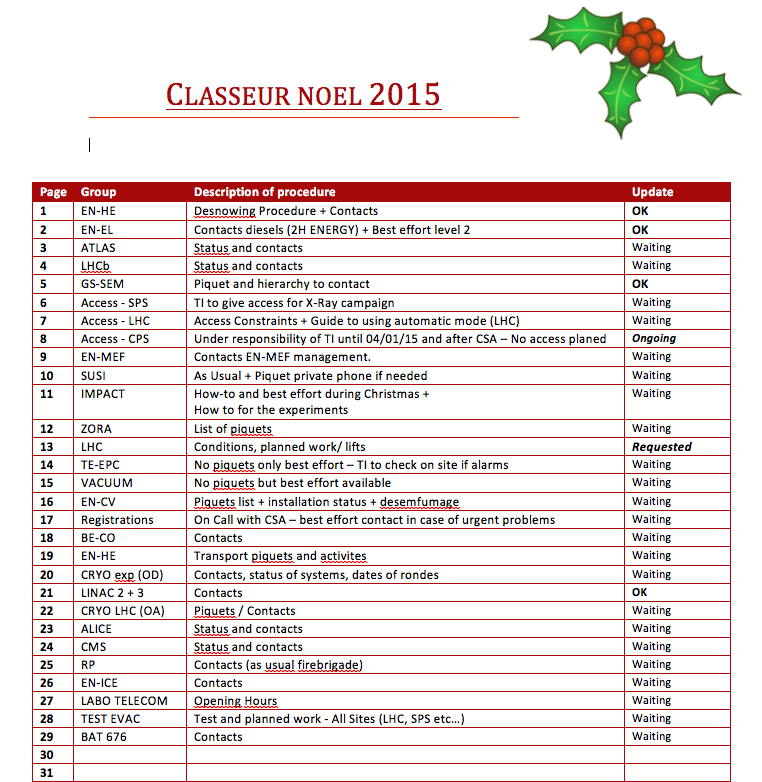 CLASSEUR NOEL 2015
Page Group Description of procedure Update
1 EN-HE Desnowing Procedure + Contacts OK
2 EN-EL Contacts diesels (2H ENERGY) + Best effort level 2 OK
3 ATLAS Status and contacts Waiting
4 LHCb Status and contacts Waiting
5 GS-SEM Piquet and hierarchy to contact OK
6 Access - SPS TI to give access for X-Ray campaign Waiting
7 Access - LHC Access Constraints + Guide to using automatic mode (LHC) Waiting
8 Access - CPS Under responsibility of TI until 04/01/15 and after CSA – No access planed Ongoing
9 EN-MEF Contacts EN-MEF management. Waiting
10 SUSI As Usual + Piquet private phone if needed Waiting
11 IMPACT How-to and best effort during Christmas + Waiting
How to for the experiments
12 ZORA List of piquets Waiting
13 LHC Conditions, planned work/ lifts Requested
14 TE-EPC No piquets only best effort – TI to check on site if alarms Waiting
15 VACUUM No piquets but best effort available Waiting
16 EN-CV Piquets list + installation status + desemfumage Waiting
17 Registrations On Call with CSA – best effort contact in case of urgent problems Waiting
18 BE-CO Contacts Waiting
19 EN-HE Transport piquets and activites Waiting
20 CRYO exp (OD) Contacts, status of systems, dates of rondes Waiting
21 LINAC 2 + 3 Contacts OK
22 CRYO LHC (OA) Piquets / Contacts Waiting
23 ALICE Status and contacts Waiting
24 CMS Status and contacts Waiting
25 RP Contacts (as usual firebrigade) Waiting
26 EN-ICE Contacts Waiting
27 LABO TELECOM Opening Hours Waiting
28 TEST EVAC Test and planned work - All Sites (LHC, SPS etc…) Waiting
29 BAT 676 Contacts Waiting
30
31